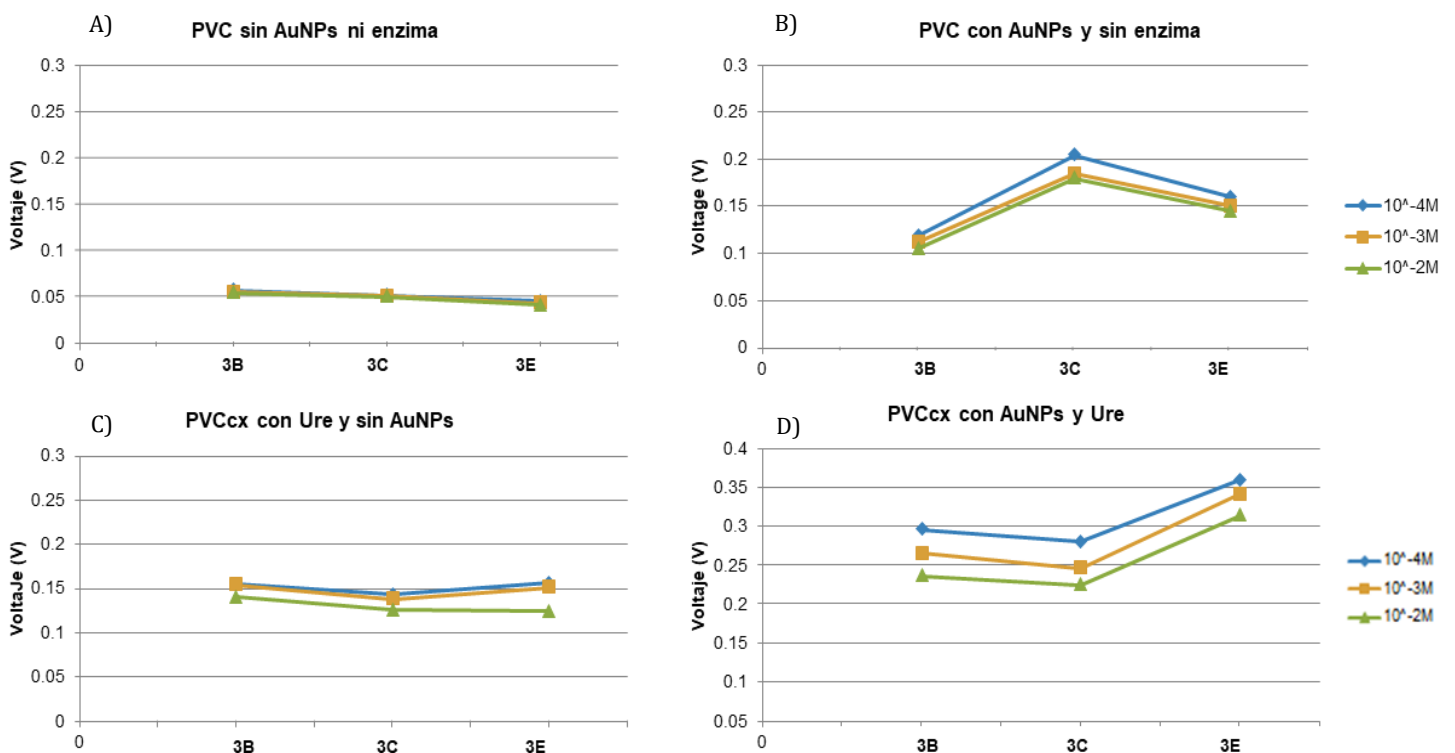 A)
PVC sin AuNPs ni enzima
0.3
0.25
0.2
0.15
0.1
0.05
0
Voltaje (V)
0
3B
3C
3E
B)
PVC con AuNPs y sin enzima
0.3
0.25
0.2
0.15
0.1
0.05
0
Voltage (V)
0
3B
3C
3E
10^-4M
10^-3M
10^-2M
C)
PVCcx con Ure y sin AuNPs
0.3
0.25
0.2
0.15
0.1
0.05
0
VoltaJe (V)
0
3B
3C
3E
D)
PVCcx con AuNPs y Ure
0.4
0.35
0.3
0.25
0.2
0.15
0.1
0.05
Voltaje (V)
0
3B
3C
3E
10^-4M
10^-3M
10^-2M